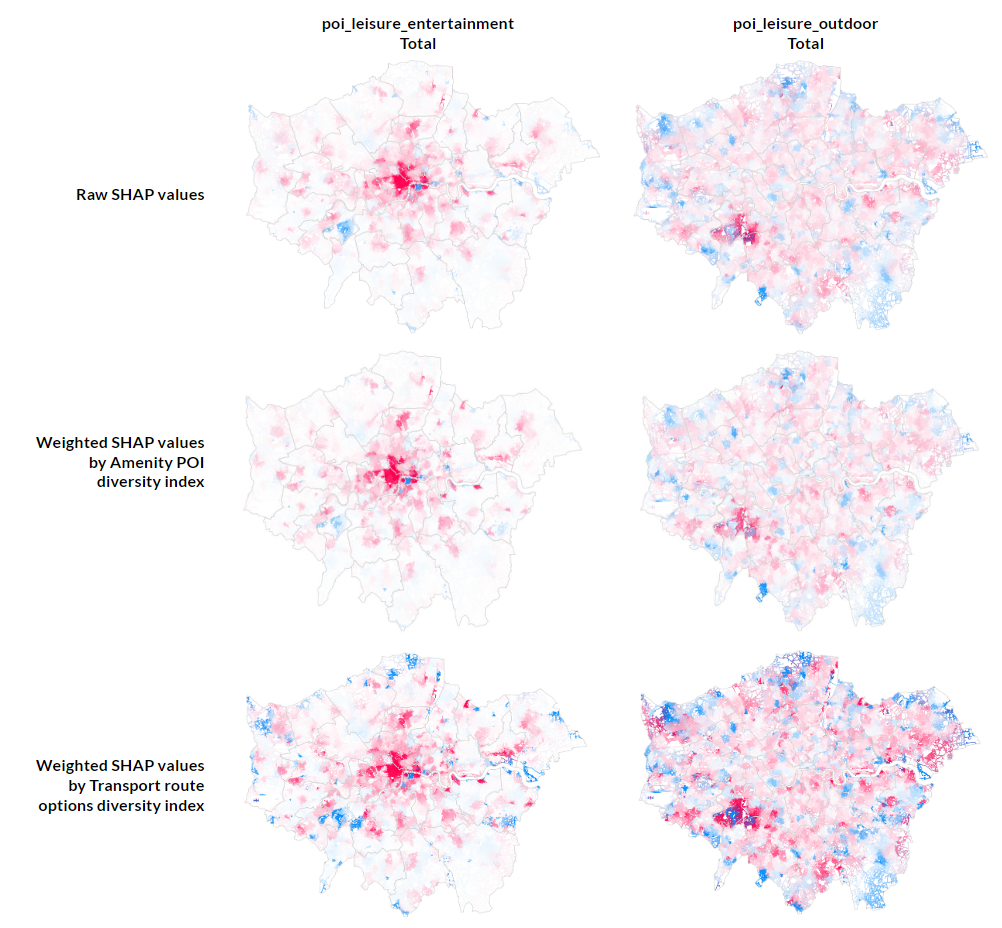 poi_leisure_entertainment
Total
poi_leisure_outdoor
Total
Raw SHAP values
Weighted SHAP values
by Amenity POI
diversity index
Weighted SHAP values
by Transport route
options diversity index